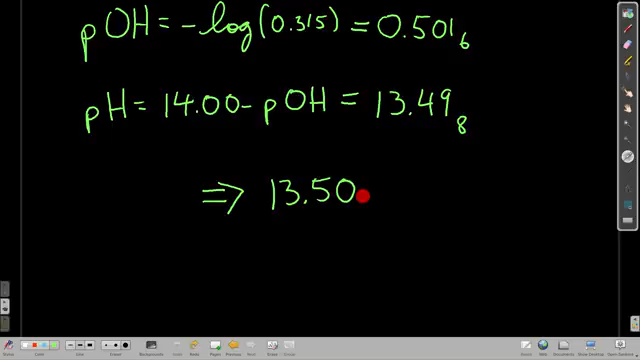 pOH = -log(0.315) = 0.501₆
pH = 14.00 - pOH = 13.49₈
⇒ 13.50